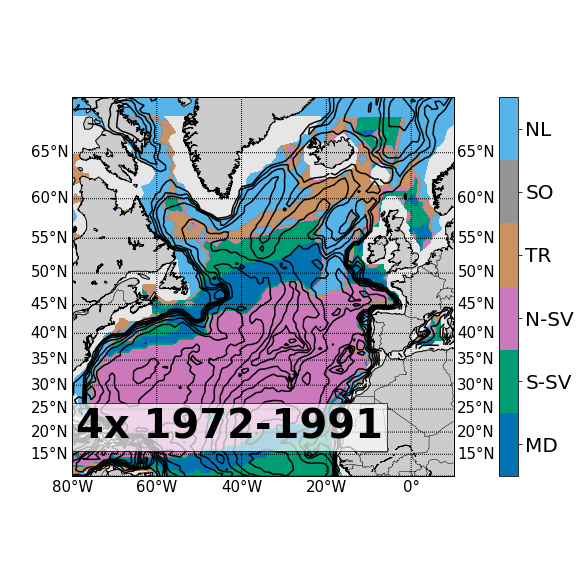 NL
65°N 65°N
SO
60°N 60°N
TR
55°N 55°N
50°N 50°N
N-SV
45°N 45°N
40°N 40°N
35°N 35°N
S-SV
30°N 30°N
25°N 25°N
4x 1972-1991
20°N 20°N
MD
15°N 15°N
80°W 60°W 40°W 20°W 0°